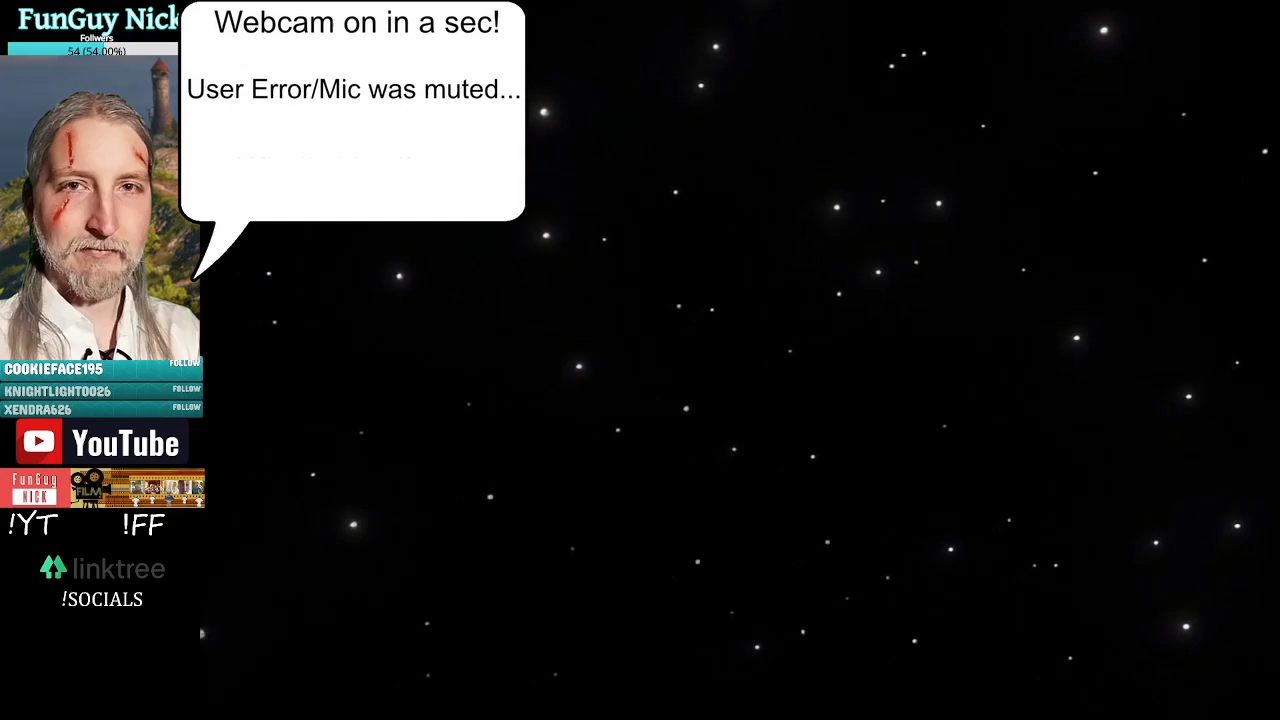 FunGuy Nick
Follwers
54 (54.00%)
Webcam on in a sec!
User Error/Mic was muted...
COOKIEFACE195 FOLLOW
KNIGHTLIGHT0026 FOLLOW
XENDRA626 FOLLOW
YouTube
FunGuy
NICK
FILM
!YT !FF
linktree
!SOCIALS